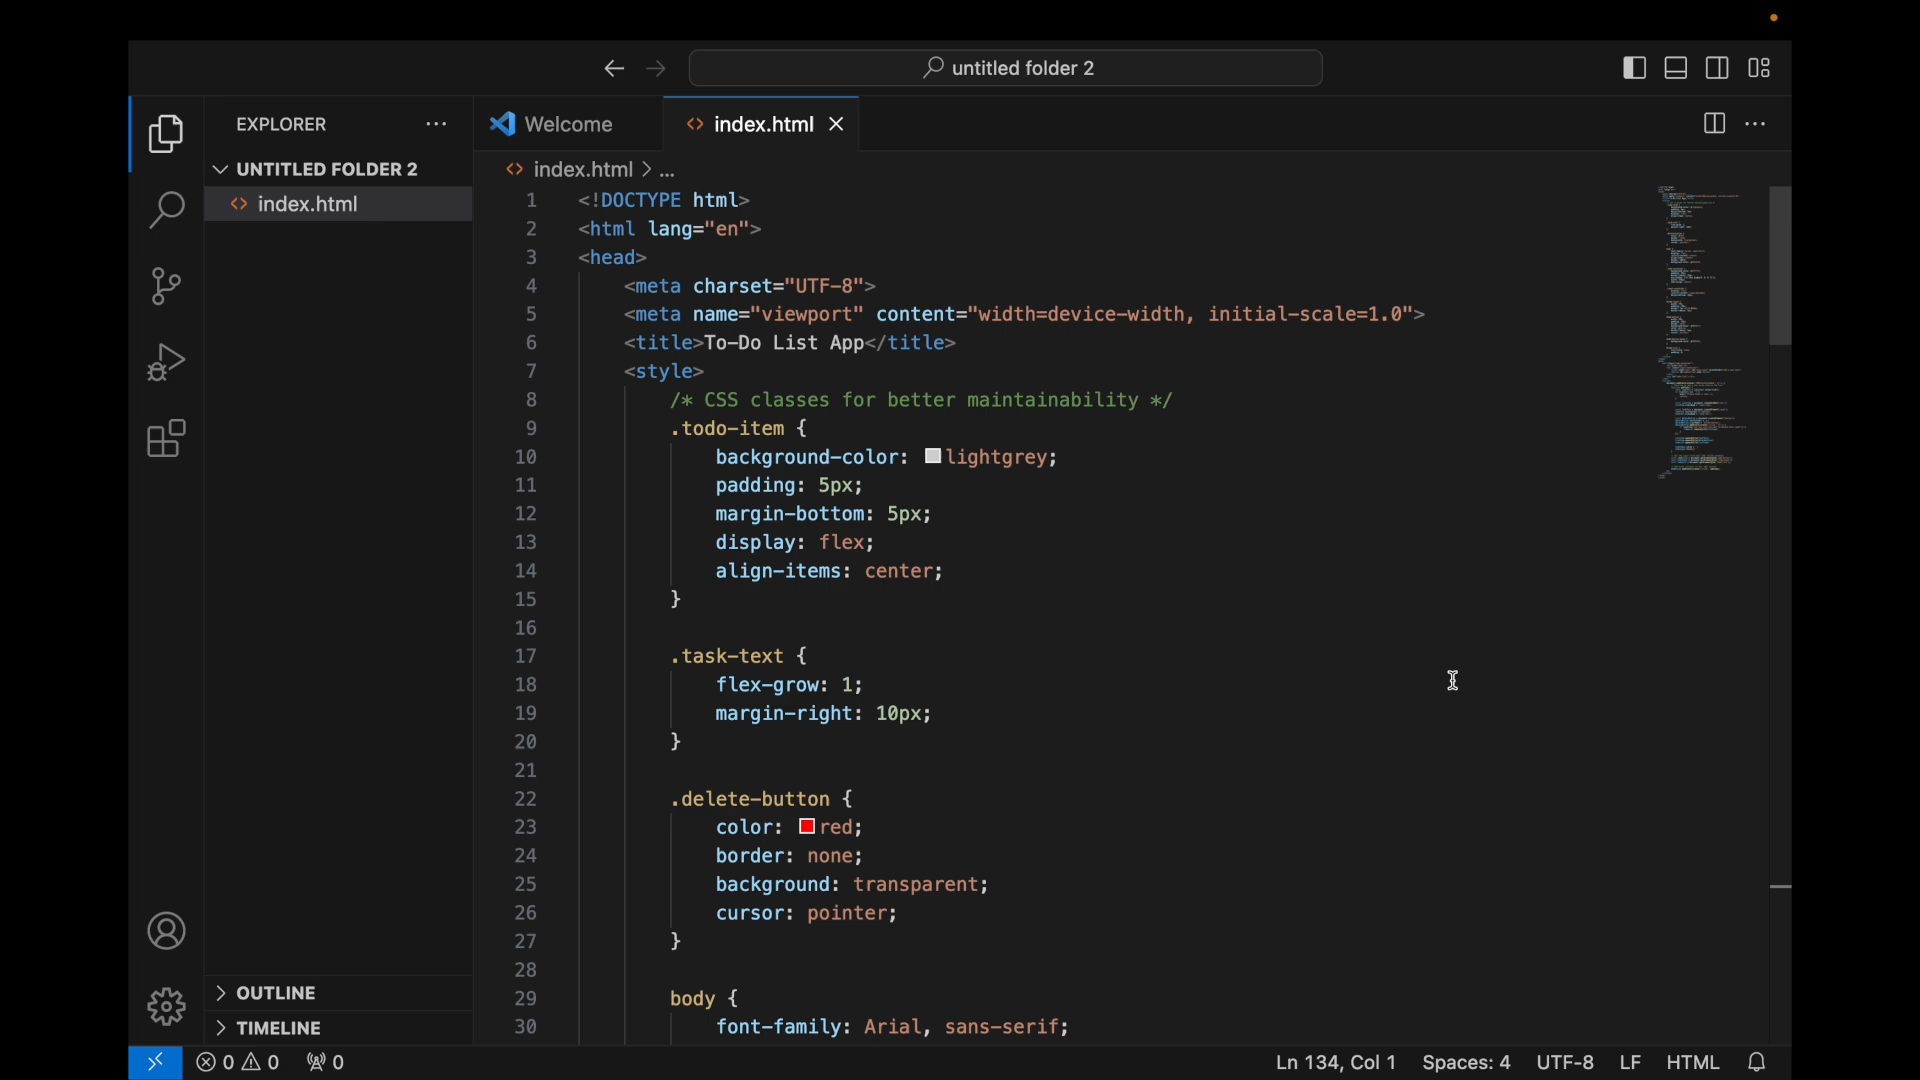 untitled folder 2
EXPLORER
Welcome
index.html
UNTITLED FOLDER 2
index.html
index.html > ...
1 <!DOCTYPE html>
2 <html lang="en">
3 <head>
4 <meta charset="UTF-8">
5 <meta name="viewport" content="width=device-width, initial-scale=1.0">
6 <title>To-Do List App</title>
7 <style>
8 /* CSS classes for better maintainability */
9 .todo-item {
10 background-color: lightgrey;
11 padding: 5px;
12 margin-bottom: 5px;
13 display: flex;
14 align-items: center;
15 }
16
17 .task-text {
18 flex-grow: 1;
19 margin-right: 10px;
20 }
21
22 .delete-button {
23 color: red;
24 border: none;
25 background: transparent;
26 cursor: pointer;
27 }
28
29 body {
30 font-family: Arial, sans-serif;
OUTLINE
TIMELINE
0 0 0
Ln 134, Col 1 Spaces: 4 UTF-8 LF HTML